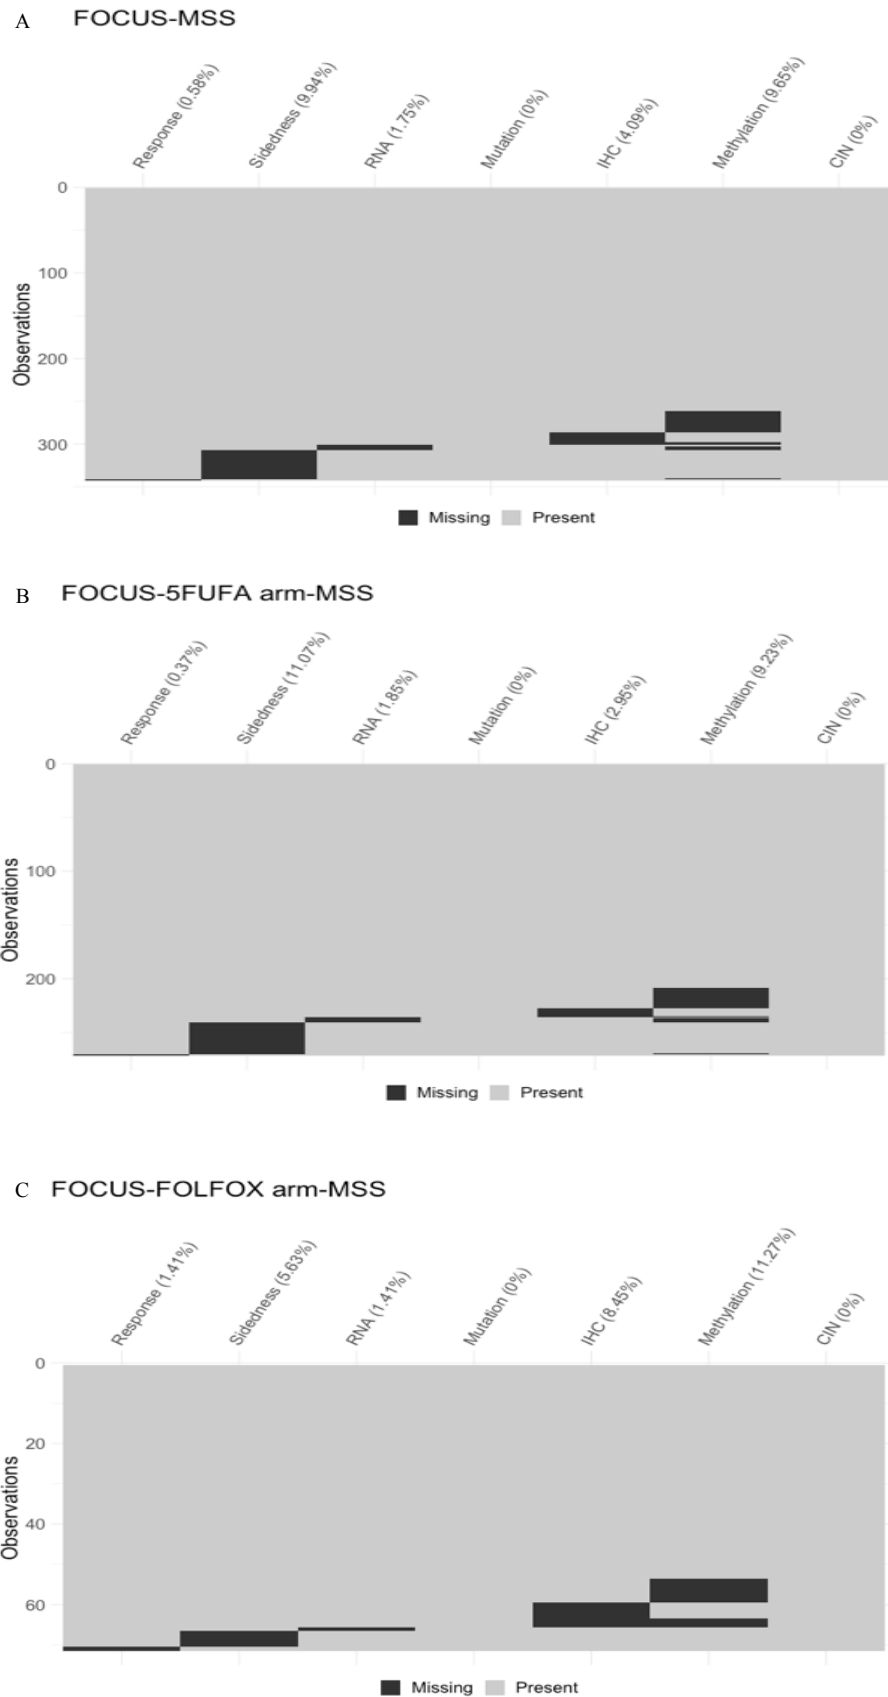 A FOCUS-MSS
Response (0.58%) Sidedness (9.94%) RNA (1.75%) Mutation (0%) IHC (4.09%) Methylation (9.65%) CIN (0%)
0
100
200
300
Observations
Missing Present
B FOCUS-5FUFA arm-MSS
Response (0.37%) Sidedness (11.07%) RNA (1.85%) Mutation (0%) IHC (2.95%) Methylation (9.23%) CIN (0%)
0
100
200
Observations
Missing Present
C FOCUS-FOLFOX arm-MSS
Response (1.41%) Sidedness (5.63%) RNA (1.41%) Mutation (0%) IHC (8.45%) Methylation (11.27%) CIN (0%)
0
20
40
60
Observations
Missing Present